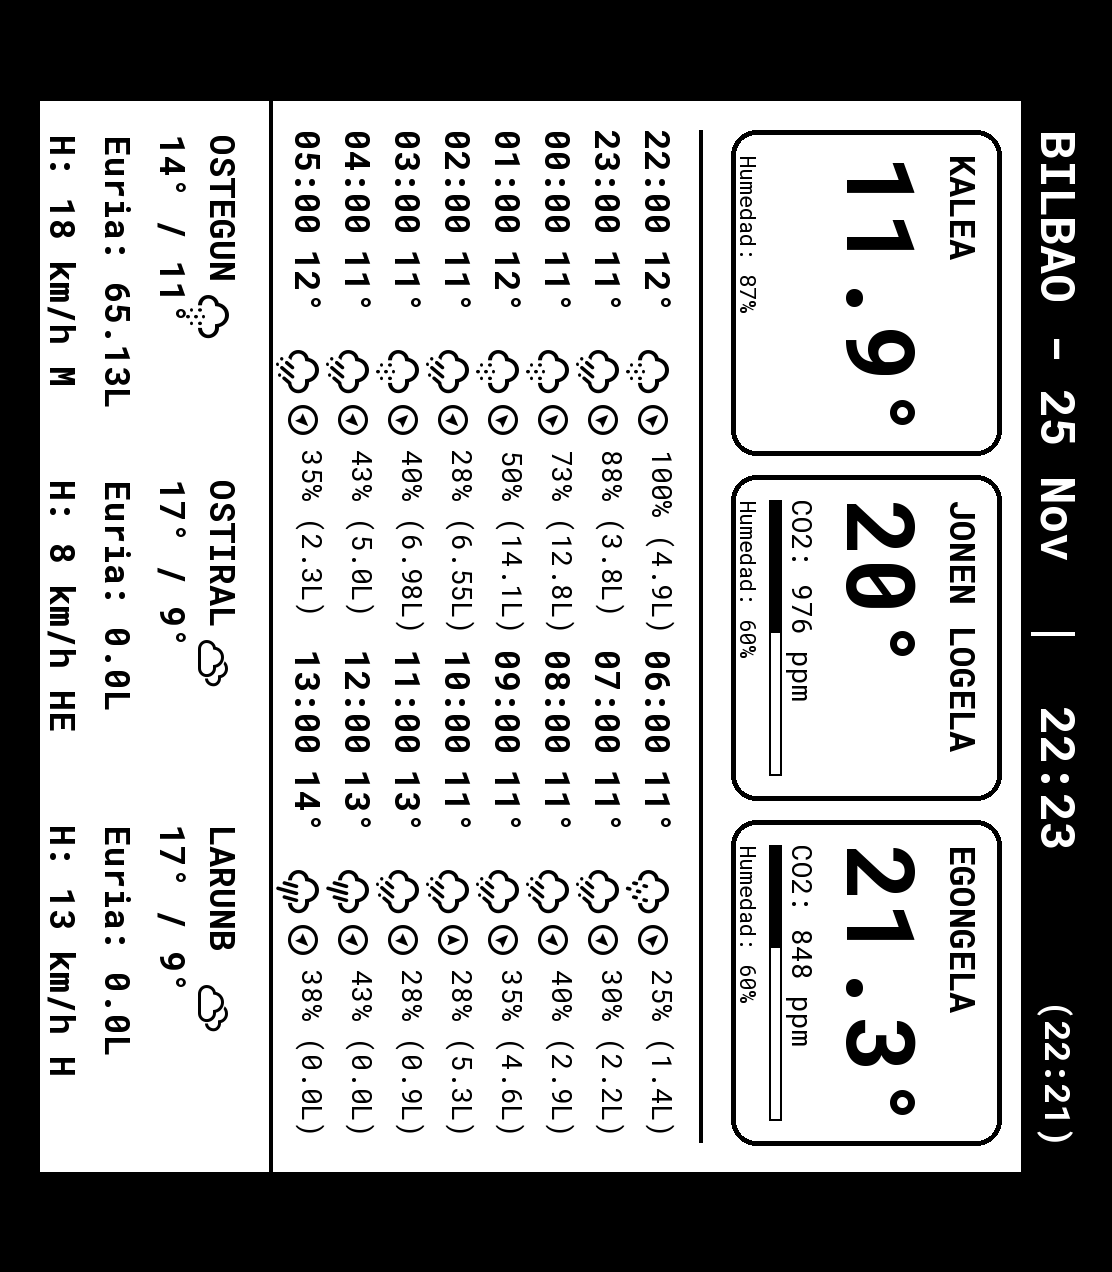 BILBAO - 25 Nov | 22:23 (22:21)
KALEA
11.9°
Humedad: 87%
JONEN LOGELA
20°
CO2: 976 ppm
Humedad: 60%
EGONGELA
21.3°
CO2: 848 ppm
Humedad: 60%
22:00 12° 100% (4.9L)
23:00 11° 88% (3.8L)
00:00 11° 73% (12.8L)
01:00 12° 50% (14.1L)
02:00 11° 28% (6.55L)
03:00 11° 40% (6.98L)
04:00 11° 43% (5.0L)
05:00 12° 35% (2.3L)
06:00 11° 25% (1.4L)
07:00 11° 30% (2.2L)
08:00 11° 40% (2.9L)
09:00 11° 35% (4.6L)
10:00 11° 28% (5.3L)
11:00 13° 28% (0.9L)
12:00 13° 43% (0.0L)
13:00 14° 38% (0.0L)
OSTEGUN
14° / 11°
Euria: 65.13L
H: 18 km/h M
OSTIRAL
17° / 9°
Euria: 0.0L
H: 8 km/h HE
LARUNB
17° / 9°
Euria: 0.0L
H: 13 km/h H